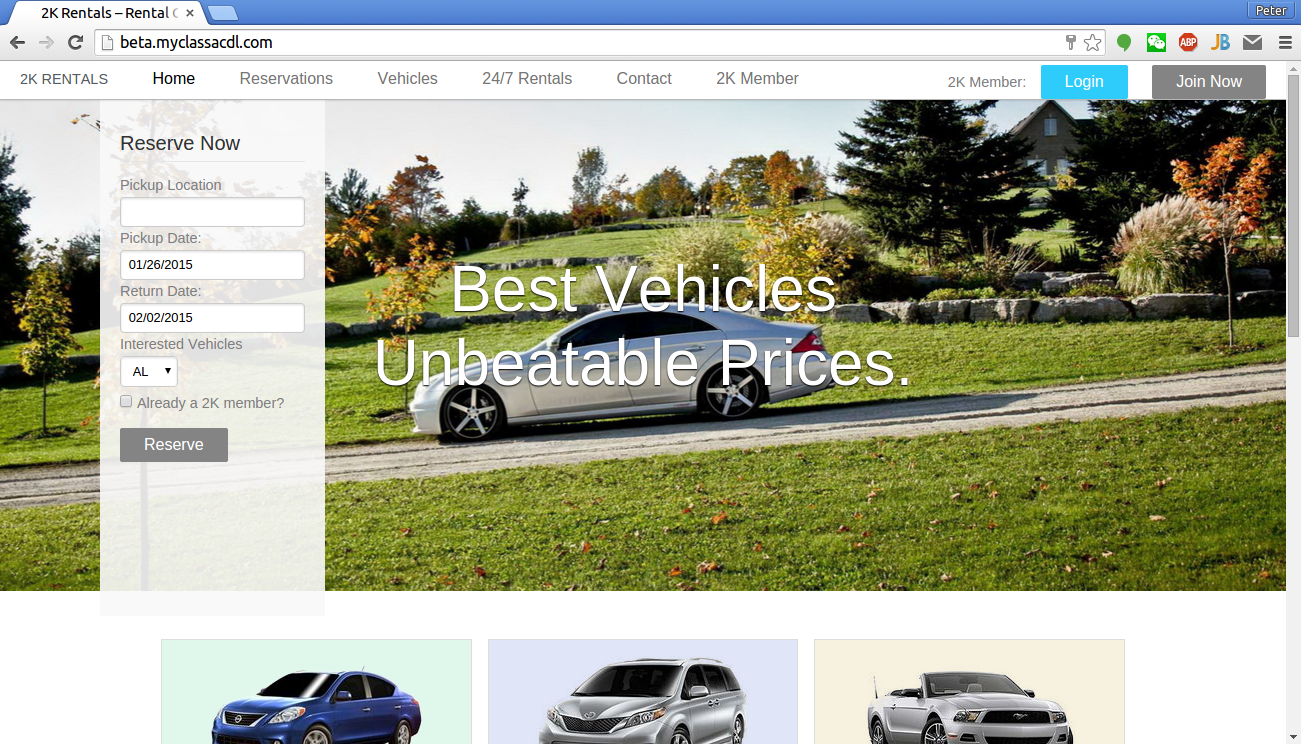 2K Rentals – Rental
Peter
beta.myclassacdl.com
ABP
JB
2K RENTALS
Home
Reservations
Vehicles
24/7 Rentals
Contact
2K Member
2K Member:
Login
Join Now
Reserve Now
Pickup Location
Pickup Date:
01/26/2015
Return Date:
02/02/2015
Interested Vehicles
AL
Already a 2K member?
Reserve
Best Vehicles
Unbeatable Prices.